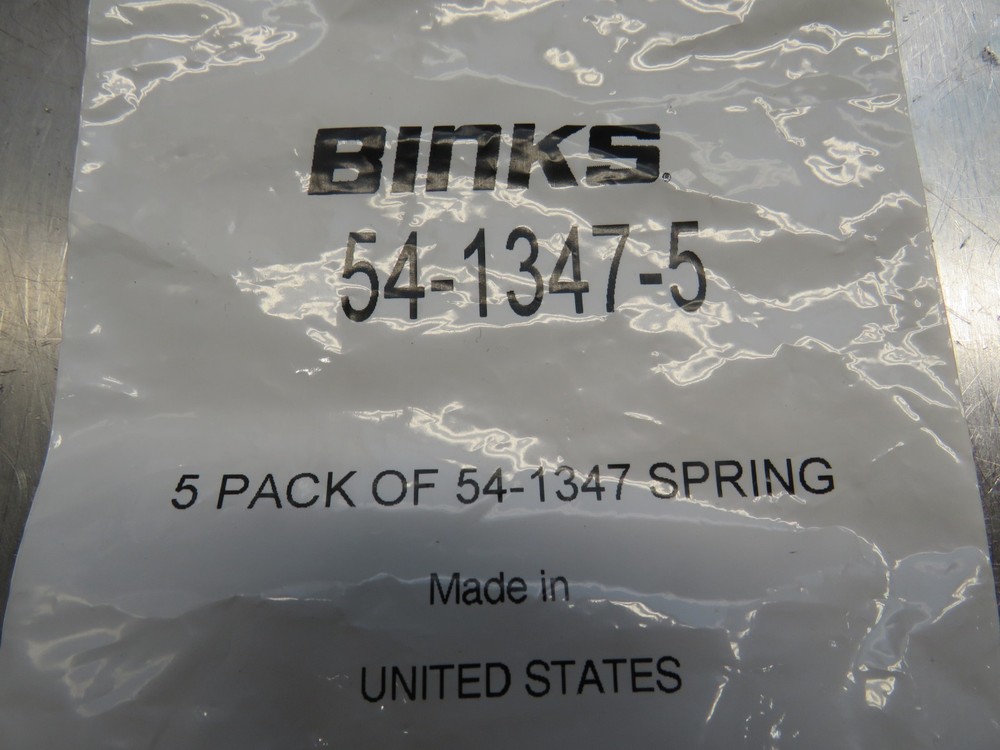 BINKS®
54-1347-5
5 PACK OF 54-1347 SPRING
Made in
UNITED STATES